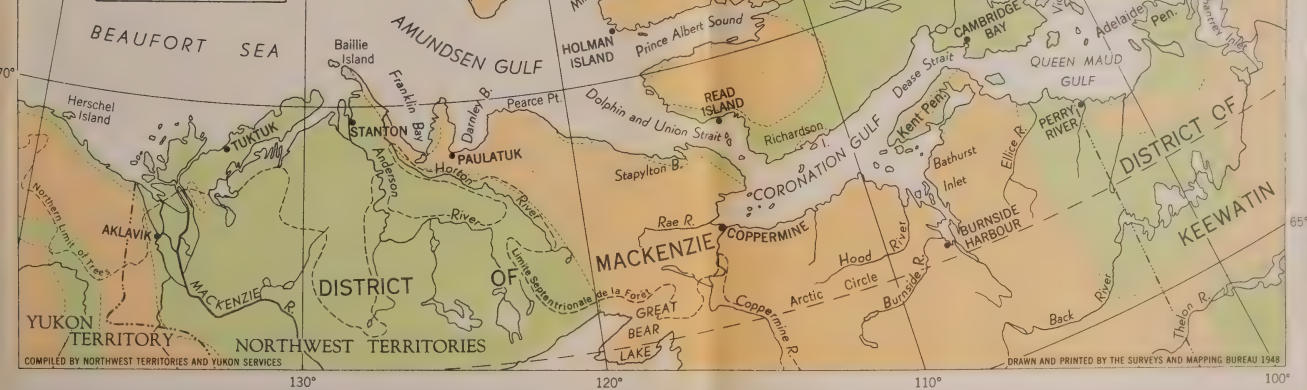 BEAUFORT SEA
AMUNDSEN GULF
HOLMAN
ISLAND
Prince Albert Sound
CAMBRIDGE
BAY
Adelaide
Pen.
Inlet
QUEEN MAUD
GULF
70°
Baillie
Island
Herschel
Island
Franklin
Bay
Darnley B.
Pearce Pt.
Dolphin and Union Strait
READ
ISLAND
Richardson
I.
Dease Strait
Kent Pen.
PERRY
RIVER
Ellice R.
DISTRICT OF
KEEWATIN
TUKTUK
STANTON
PAULATUK
Anderson
River
Horton
River
Stapylton B.
CORONATION GULF
Bathurst
Inlet
Northern Limit of Trees
AKLAVIK
MACKENZIE
R.
DISTRICT
OF
MACKENZIE
Rae R.
COPPERMINE
Hood
River
BURNSIDE
HARBOUR
65°
Limite Septentrionale de la Forêt
GREAT
BEAR
LAKE
Coppermine R.
Arctic Circle
Burnside R.
Back
River
Thelon R.
YUKON
TERRITORY
NORTHWEST TERRITORIES
COMPILED BY NORTHWEST TERRITORIES AND YUKON SERVICES
DRAWN AND PRINTED BY THE SURVEYS AND MAPPING BUREAU 1948
130°
120°
110°
100°